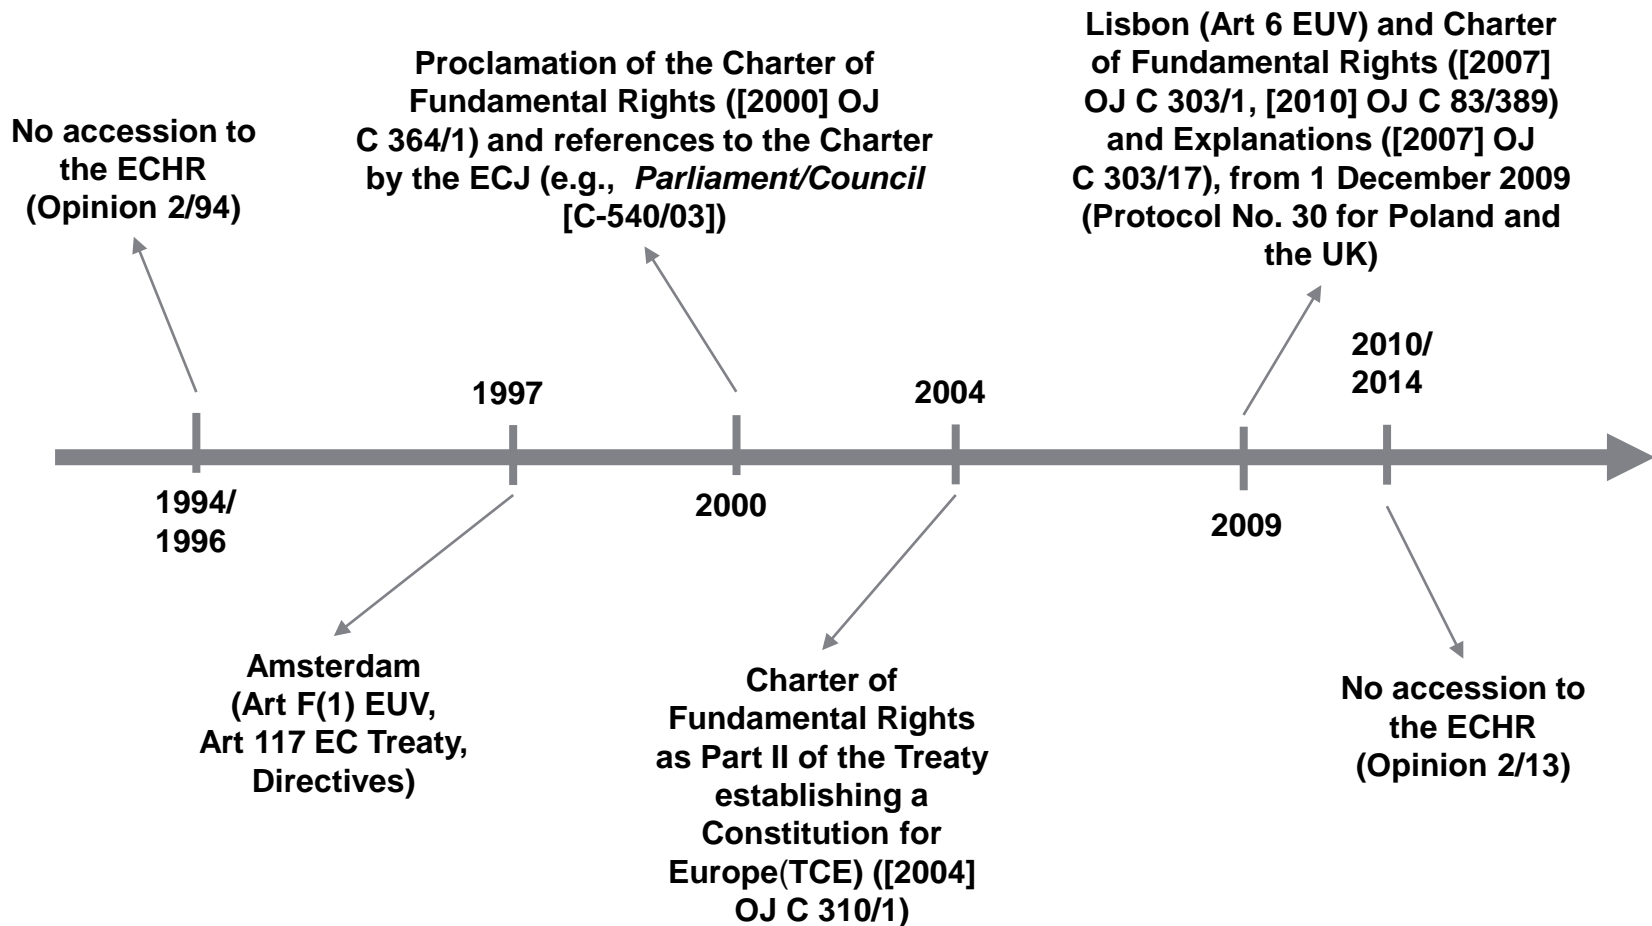 No accession to
the ECHR
(Opinion 2/94)
Proclamation of the Charter of
Fundamental Rights ([2000] OJ
C 364/1) and references to the Charter
by the ECJ (e.g., Parliament/Council
[C-540/03])
Lisbon (Art 6 EUV) and Charter
of Fundamental Rights ([2007]
OJ C 303/1, [2010] OJ C 83/389)
and Explanations ([2007] OJ
C 303/17), from 1 December 2009
(Protocol No. 30 for Poland and
the UK)
1997
2004
2010/
2014
1994/
1996
2000
2009
Amsterdam
(Art F(1) EUV,
Art 117 EC Treaty,
Directives)
Charter of
Fundamental Rights
as Part II of the Treaty
establishing a
Constitution for
Europe(TCE) ([2004]
OJ C 310/1)
No accession to
the ECHR
(Opinion 2/13)